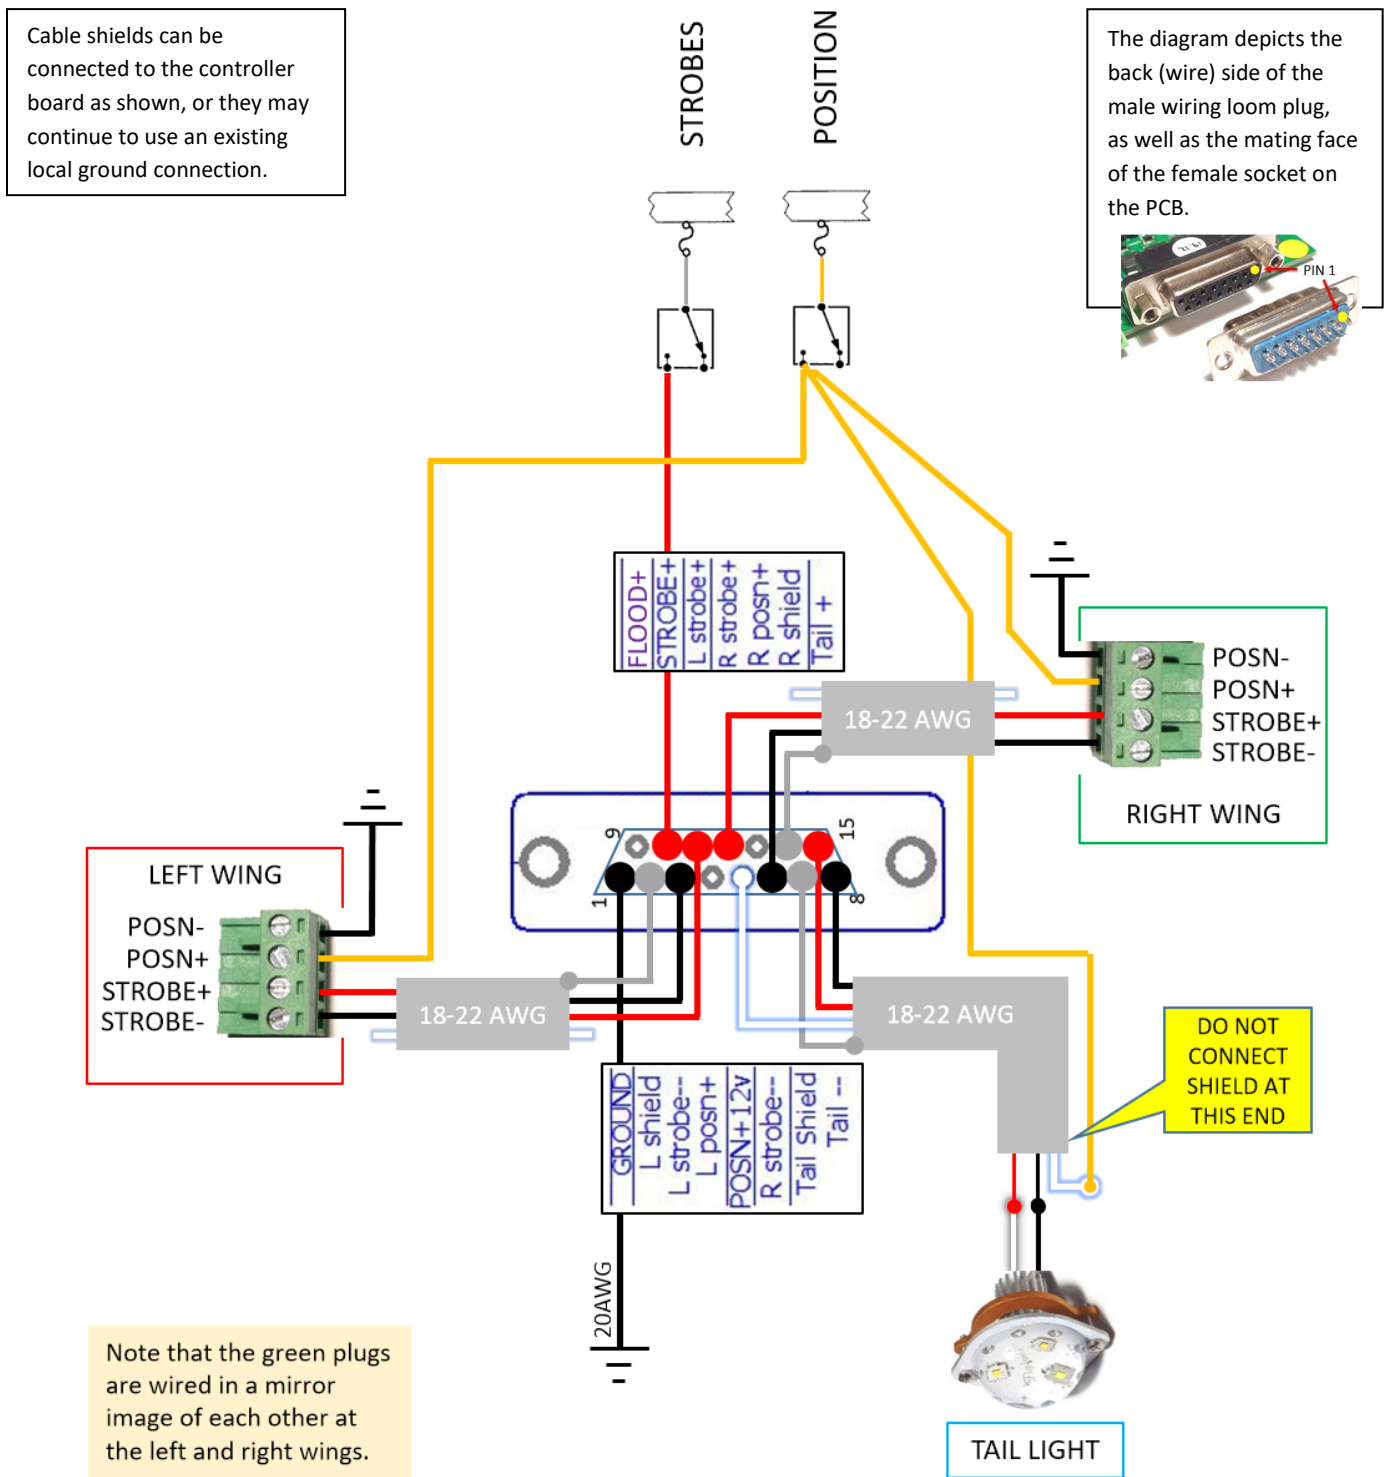 Cable shields can be
connected to the controller
board as shown, or they may
continue to use an existing
local ground connection.
STROBES
POSITION
The diagram depicts the
back (wire) side of the
male wiring loom plug,
as well as the mating face
of the female socket on
the PCB.
PIN 1
FLOOD+
STROBE+
L strobe+
R strobe+
R posn+
R shield
Tail +
18-22 AWG
POSN-
POSN+
STROBE+
STROBE-
RIGHT WING
9
15
1
8
LEFT WING
POSN-
POSN+
STROBE+
STROBE-
18-22 AWG
18-22 AWG
DO NOT
CONNECT
SHIELD AT
THIS END
GROUND
L shield
L strobe--
L posn+
POSN+12v
R strobe--
Tail Shield
Tail --
20AWG
Note that the green plugs
are wired in a mirror
image of each other at
the left and right wings.
TAIL LIGHT